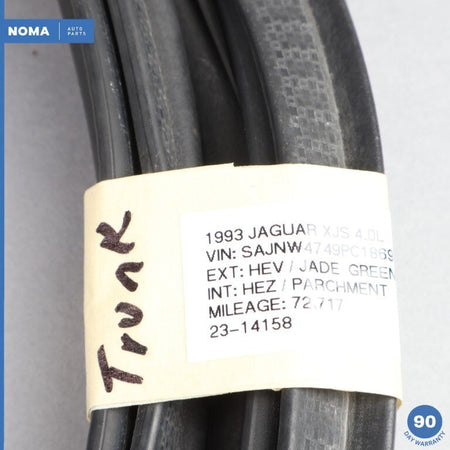 NOMA AUTO PARTS
Trunk
1993 JAGUAR XJS 4.0L
VIN: SAJNW4749PC1869
EXT: HEV / JADE GREEN
INT: HEZ / PARCHMENT
MILEAGE: 72,717
23-14158
90
DAY WARRANTY